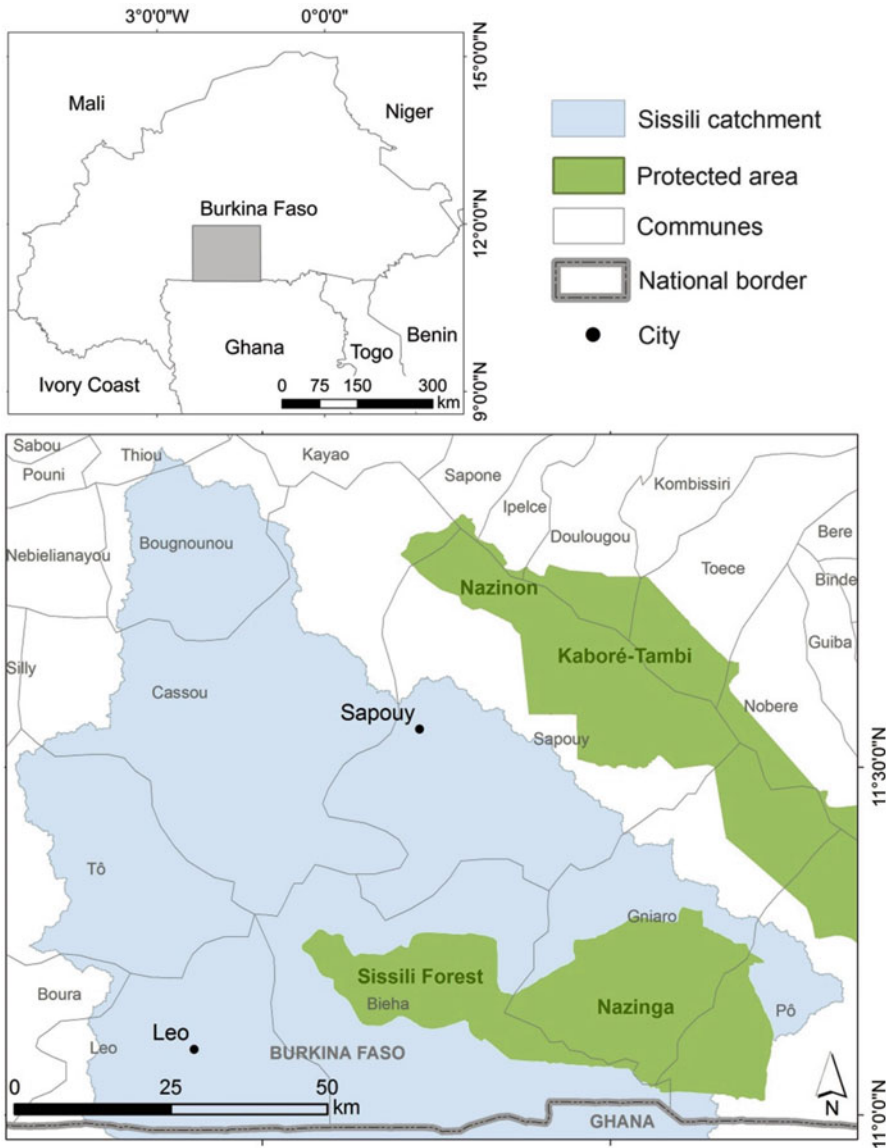 3°0'0"W
0°0'0"
15°0'0"N
Mali
Niger
Burkina Faso
12°0'0"N
Ghana
Togo
Benin
Ivory Coast
0 75 150 300
km
9°0'0"N
Sissili catchment
Protected area
Communes
National border
City
Sabou
Pouni
Thiou
Kayao
Sapone
Kombissiri
Ipelce
Doulougou
Bere
Nebielianayou
Bougnounou
Toece
Binde
Nazinon
Guiba
Kaboré-Tambi
Silly
Cassou
Nobere
Sapouy
Sapouy
11°30'0"N
Tô
Gniaro
Sissili Forest
Bieha
Nazinga
Boura
Pô
Leo
Leo
BURKINA FASO
0 25 50
km
N
GHANA
11°0'0"N